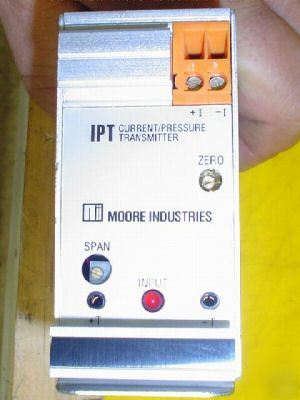 +I -I
IPT CURRENT/PRESSURE
TRANSMITTER
ZERO
MOORE INDUSTRIES
SPAN
INPUT
+I -I